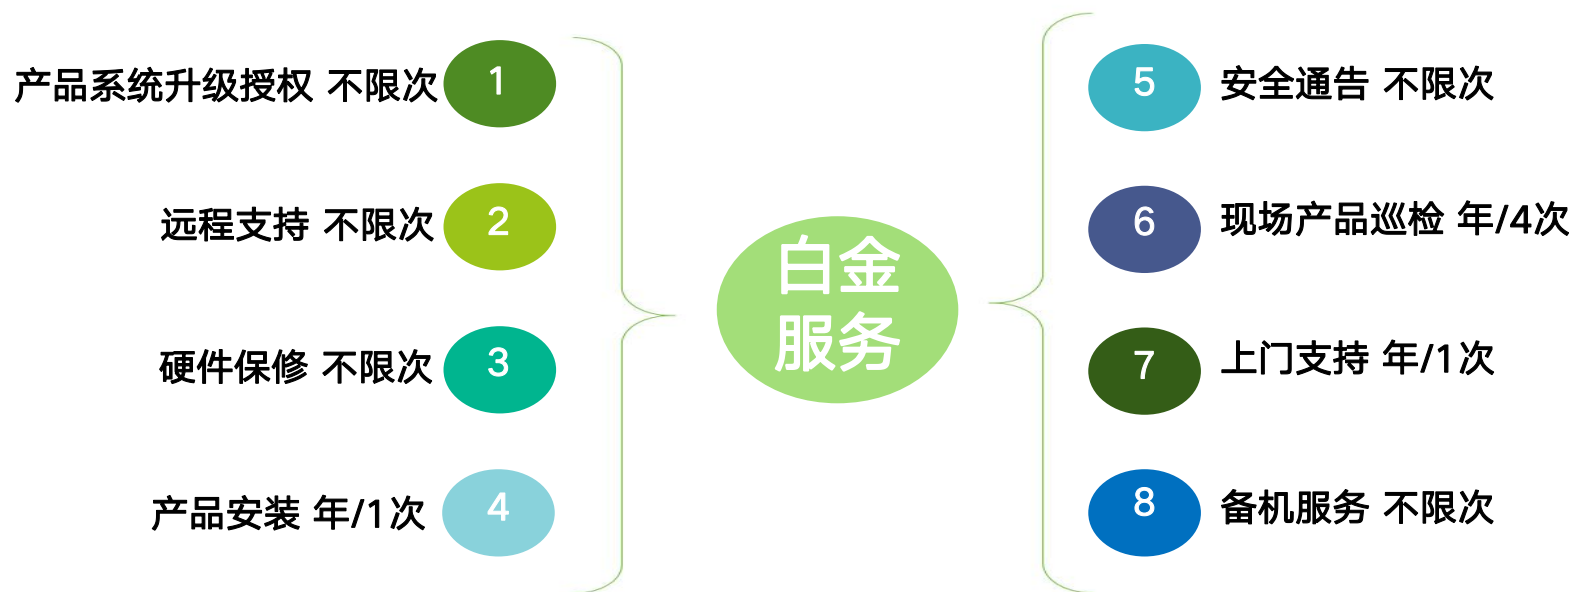 产品系统升级授权 不限次
1
远程支持 不限次
2
硬件保修 不限次
3
产品安装 年/1次
4
白金
服务
5
安全通告 不限次
6
现场产品巡检 年/4次
7
上门支持 年/1次
8
备机服务 不限次